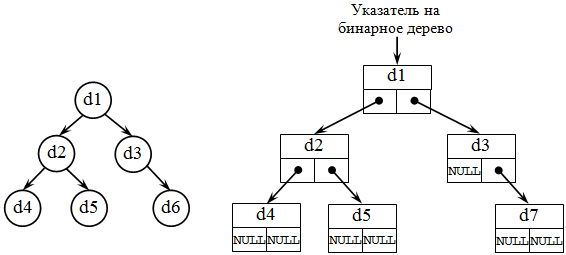 Указатель на
бинарное дерево
d1
d2
d3
d4
d5
d6
d1
d2
d3
NULL
d4
NULL NULL
d5
NULL NULL
d7
NULL NULL